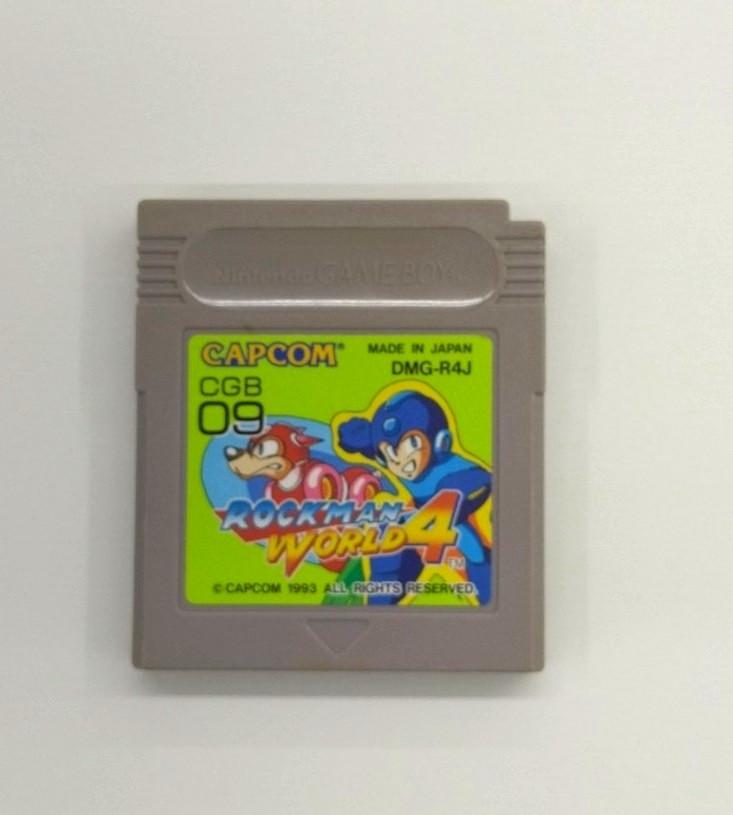 Nintendo GAME BOY™
CAPCOM®
MADE IN JAPAN
DMG-R4J
CGB
09
ROCKMAN
WORLD 4
TM
© CAPCOM 1993 ALL RIGHTS RESERVED.